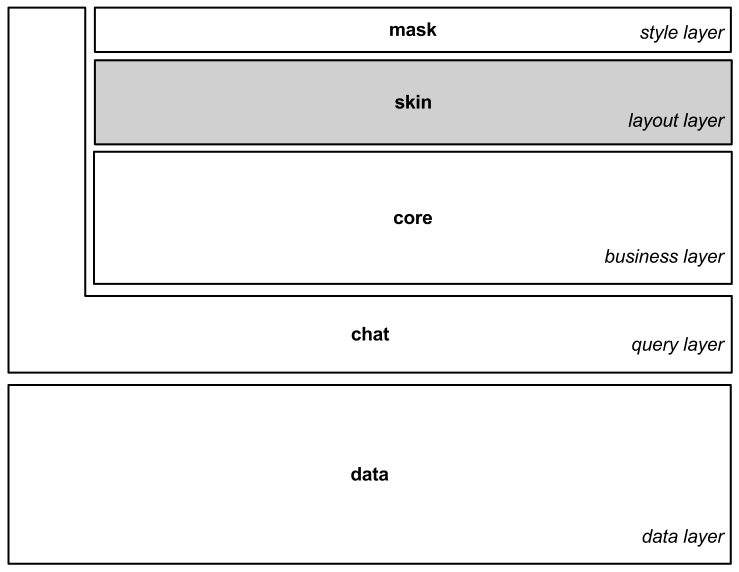 mask
style layer
skin
layout layer
core
business layer
chat
query layer
data
data layer